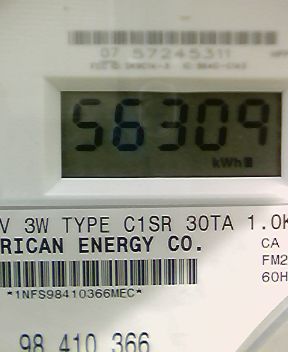 07 57245311
56309
kWh
V 3W TYPE C1SR 30TA 1.0K
RICAN ENERGY CO.
CA
FM2
60H
*1NFS98410366MEC*
98 410 366